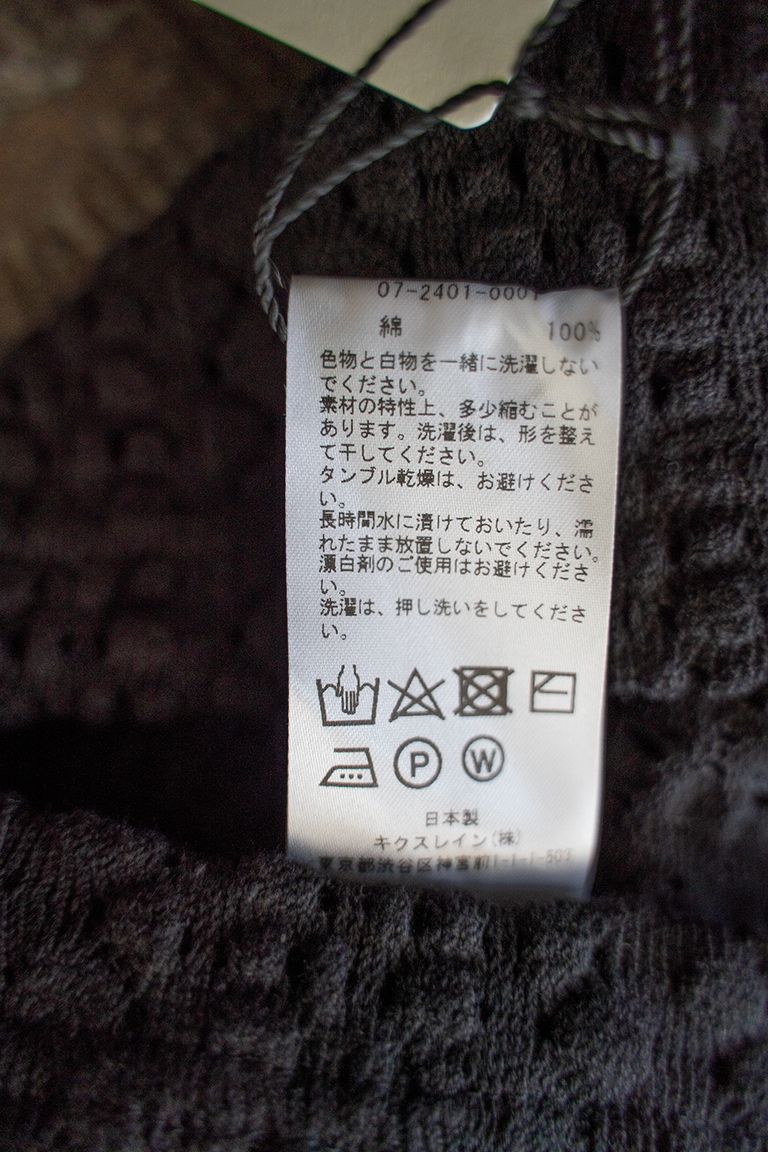 07-2401-0001
綿 100%
色物と白物を一緒に洗濯しない
でください。
素材の特性上、多少縮むことが
あります。洗濯後は、形を整え
て干してください。
タンブル乾燥は、お避けくださ
い。
長時間水に漬けておいたり、濡
れたまま放置しないでください。
漂白剤のご使用はお避けくださ
い。
洗濯は、押し洗いをしてくださ
い。
P W
日本製
キクスレイン(株)
東京都渋谷区神宮前1-1-1-503